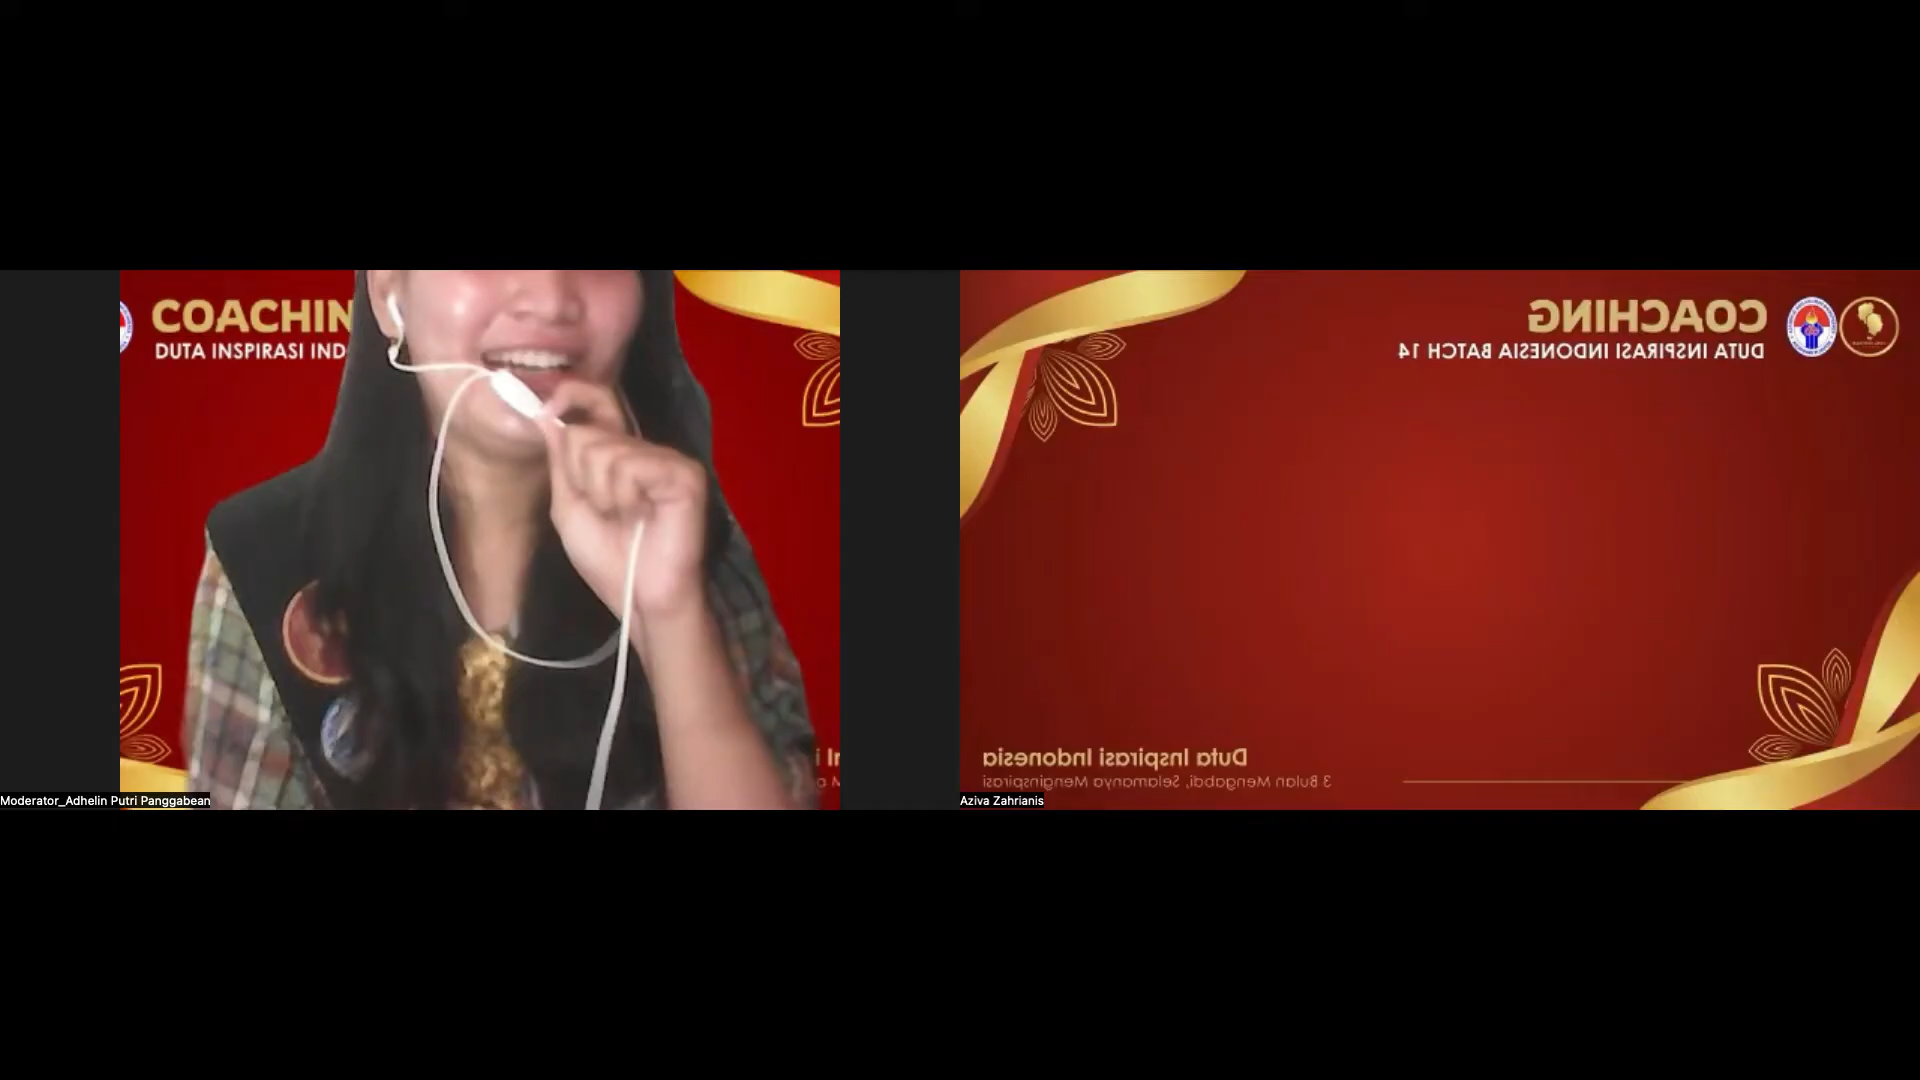 COACHIN
DUTA INSPIRASI IND
Moderator_Adhelin Putri Panggabean
COACHING
DUTA INSPIRASI INDONESIA BATCH 14
Duta Inspirasi Indonesia
3 Bulan Mengabdi, Selamanya Menginspirasi
Aziva Zahrianis